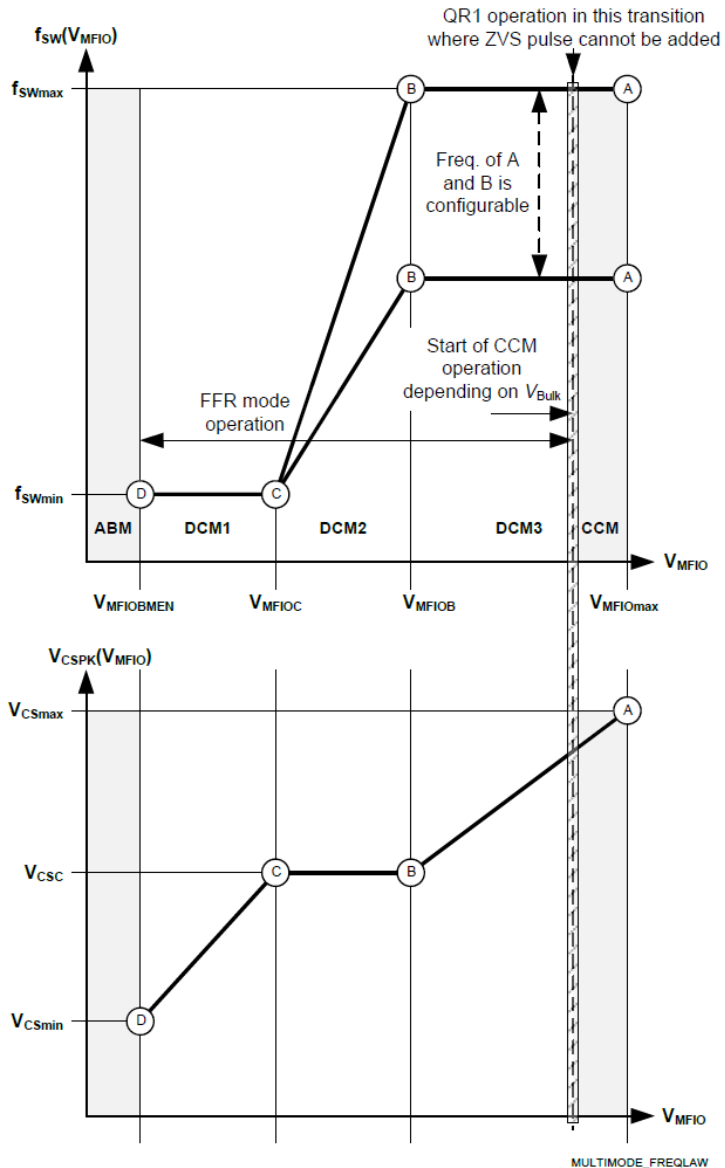 QR1 operation in this transition
where ZVS pulse cannot be added
fSW(VMFIO)
fSWmax
B
A
Freq. of A
and B is
configurable
B
A
Start of CCM
operation
depending on VBulk
FFR mode
operation
fSWmin
D
C
ABM
DCM1
DCM2
DCM3
CCM
VMFIO
VMFIOBMEN
VMFIOC
VMFIOB
VMFIOmax
VCSPK(VMFIO)
VCSmax
A
VCSC
C
B
VCSmin
D
VMFIO
MULTIMODE_FREQLAW